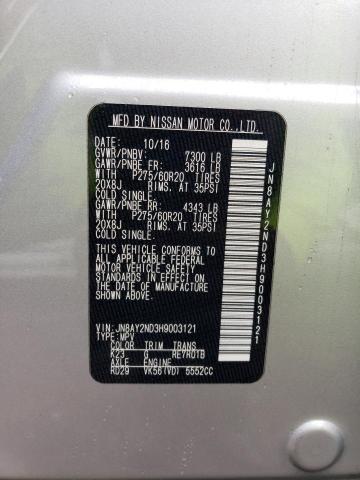 MFD BY NISSAN MOTOR CO.,LTD.
DATE: 10/16
GVWR/PNBV: 7300 LB
GAWR/PNBE FR: 3616 LB
P275/60R20 TIRES
20X8J RIMS. AT 35PSI
COLD SINGLE.
GAWR/PNBE RR: 4343 LB
P275/60R20 TIRES
20X8J RIMS. AT 35PSI
COLD SINGLE.
THIS VEHICLE CONFORMS TO
ALL APPLICABLE FEDERAL
MOTOR VEHICLE SAFETY
STANDARDS IN EFFECT ON
THE DATE OF MANUFACTURE
SHOWN ABOVE.
VIN: JN8AY2ND3H9003121
TYPE: MPV
COLOR TRIM TRANS
K23 G RE7R01B
AXLE ENGINE
RD29 VK56(VD) 5552CC
JN8AY2ND3H9003121